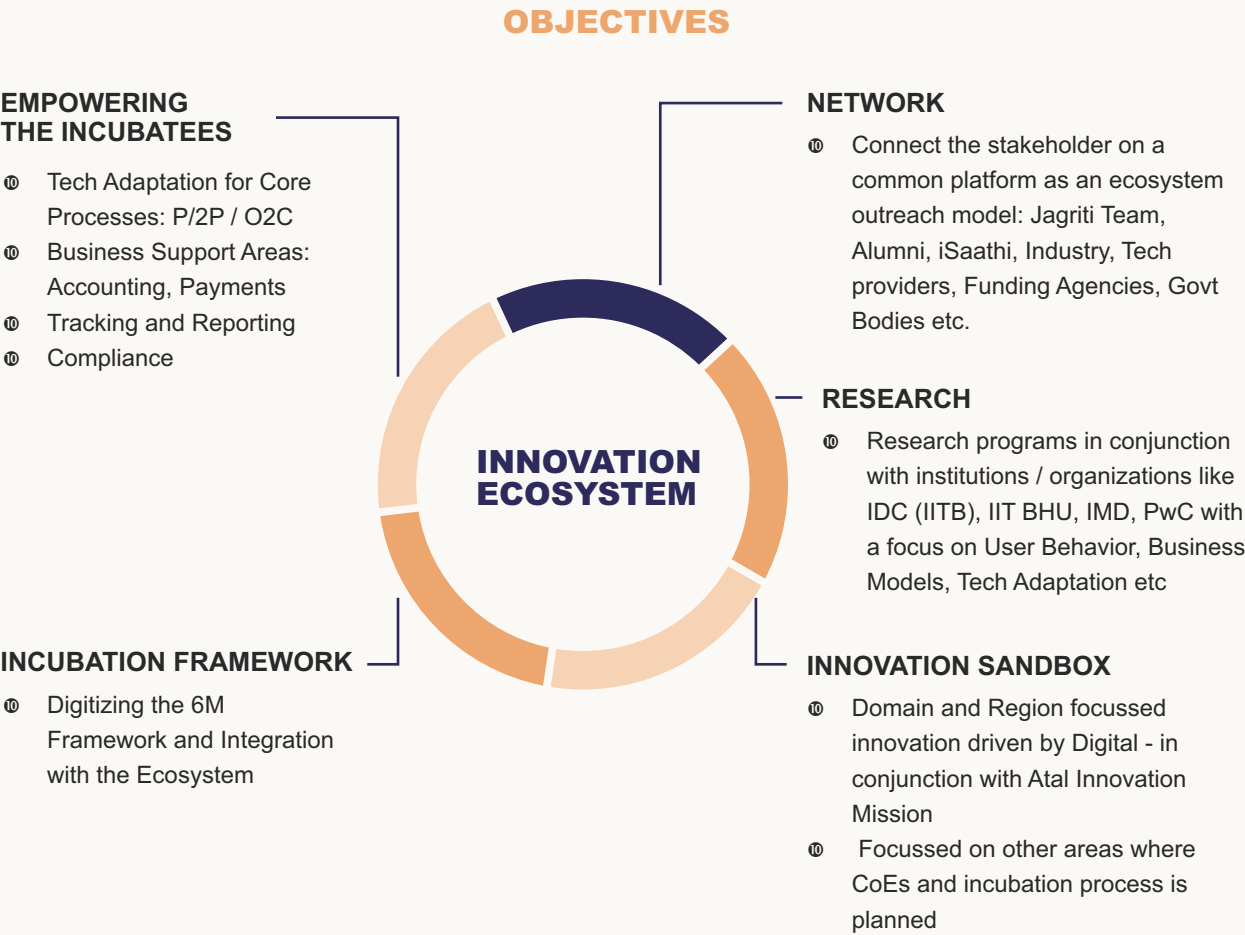 OBJECTIVES
EMPOWERING
THE INCUBATEES
❿ Tech Adaptation for Core
Processes: P/2P / O2C
❿ Business Support Areas:
Accounting, Payments
❿ Tracking and Reporting
❿ Compliance
INCUBATION FRAMEWORK
❿ Digitizing the 6M
Framework and Integration
with the Ecosystem
INNOVATION
ECOSYSTEM
NETWORK
❿ Connect the stakeholder on a
common platform as an ecosystem
outreach model: Jagriti Team,
Alumni, iSaathi, Industry, Tech
providers, Funding Agencies, Govt
Bodies etc.
RESEARCH
❿ Research programs in conjunction
with institutions / organizations like
IDC (IITB), IIT BHU, IMD, PwC with
a focus on User Behavior, Business
Models, Tech Adaptation etc
INNOVATION SANDBOX
❿ Domain and Region focussed
innovation driven by Digital - in
conjunction with Atal Innovation
Mission
❿ Focussed on other areas where
CoEs and incubation process is
planned